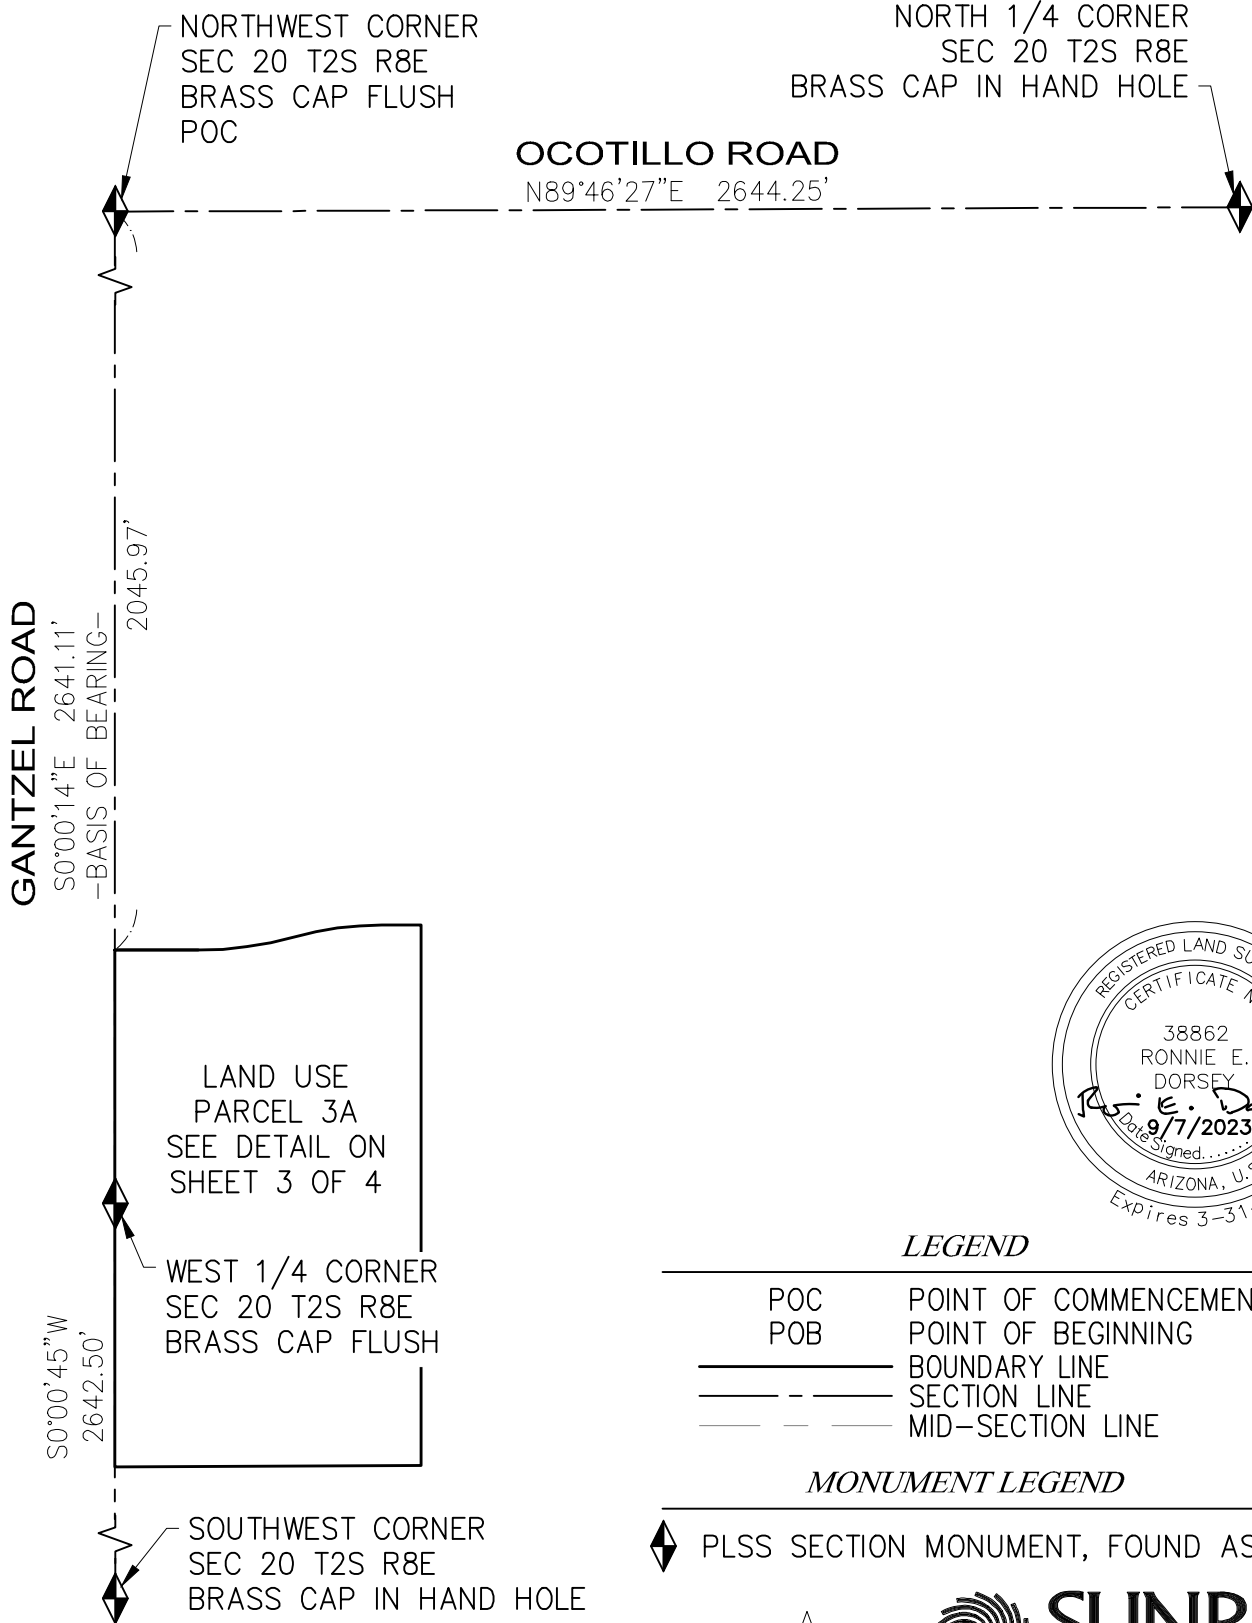 NORTHWEST CORNER
SEC 20 T2S R8E
BRASS CAP FLUSH
POC
NORTH 1/4 CORNER
SEC 20 T2S R8E
BRASS CAP IN HAND HOLE
OCOTILLO ROAD
N89°46'27"E 2644.25'
GANTZEL ROAD
S0°00'14"E 2641.11'
-BASIS OF BEARING-
2045.97'
LAND USE
PARCEL 3A
SEE DETAIL ON
SHEET 3 OF 4
WEST 1/4 CORNER
SEC 20 T2S R8E
BRASS CAP FLUSH
S0°00'45"W
2642.50'
SOUTHWEST CORNER
SEC 20 T2S R8E
BRASS CAP IN HAND HOLE
REGISTERED LAND
CERTIFICATE
38862
RONNIE E.
DORSEY
9/7/2023
Date Signed........
ARIZONA, U.S
Expires 3-31-
LEGEND
POC POINT OF COMMENCEMEN
POB POINT OF BEGINNING
BOUNDARY LINE
SECTION LINE
MID-SECTION LINE
MONUMENT LEGEND
PLSS SECTION MONUMENT, FOUND AS